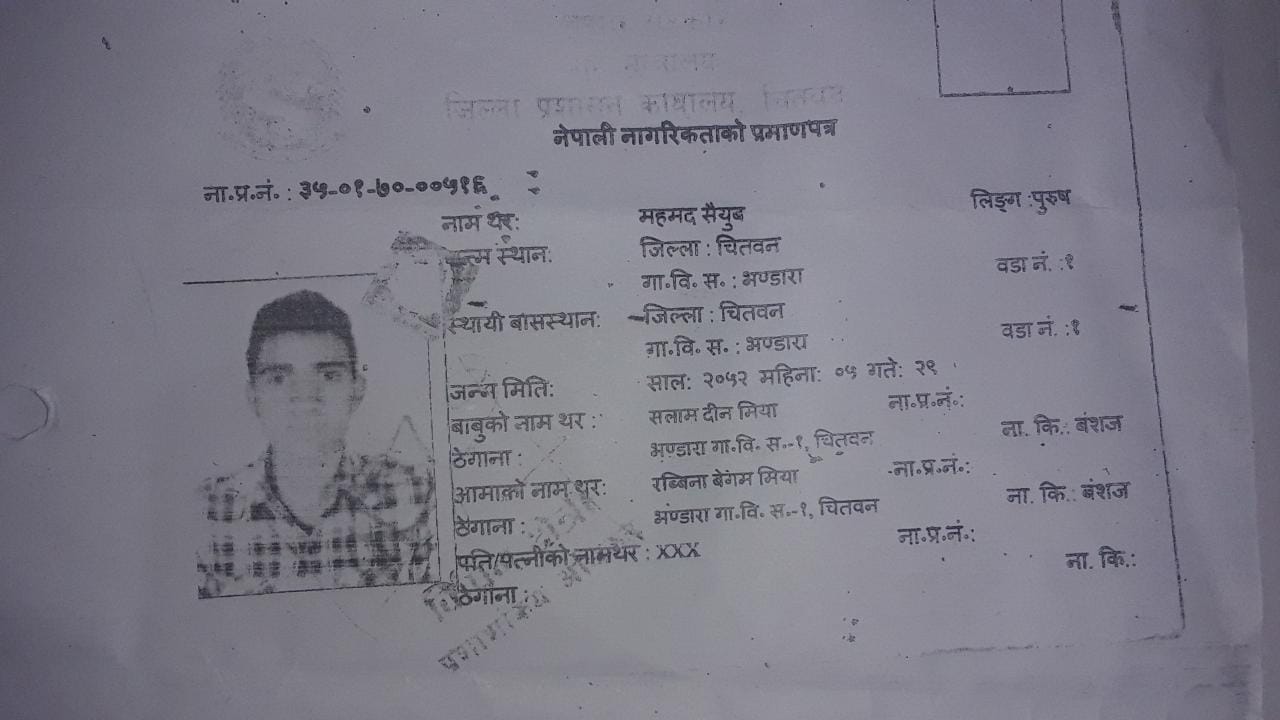 जिल्ला प्रशासन कार्यालय, चितवन
नेपाली नागरिकताको प्रमाणपत्र
ना.प्र.नं. : ३५-०१-७०-००५१६
नाम थर: महमद सैयुब लिङ्ग :पुरुष
जन्म स्थान: जिल्ला : चितवन
गा.वि. स. : भण्डारा वडा नं. :१
स्थायी बासस्थान: जिल्ला : चितवन
गा.वि. स. : भण्डारा वडा नं. :१
जन्म मिति: साल: २०५२ महिना: ०५ गते: २९
बाबुको नाम थर : सलाम दीन मिया ना.प्र.नं.:
ठेगाना : भण्डारा गा.वि. स.-१, चितवन ना. कि.: बंशज
आमाको नाम थर: रब्बिना बेगम मिया ना.प्र.नं.:
ठेगाना : भण्डारा गा.वि. स.-१, चितवन ना. कि.: बंशज
पति/पत्नीको नामथर : XXX ना.प्र.नं.:
ठेगाना : ना. कि.: